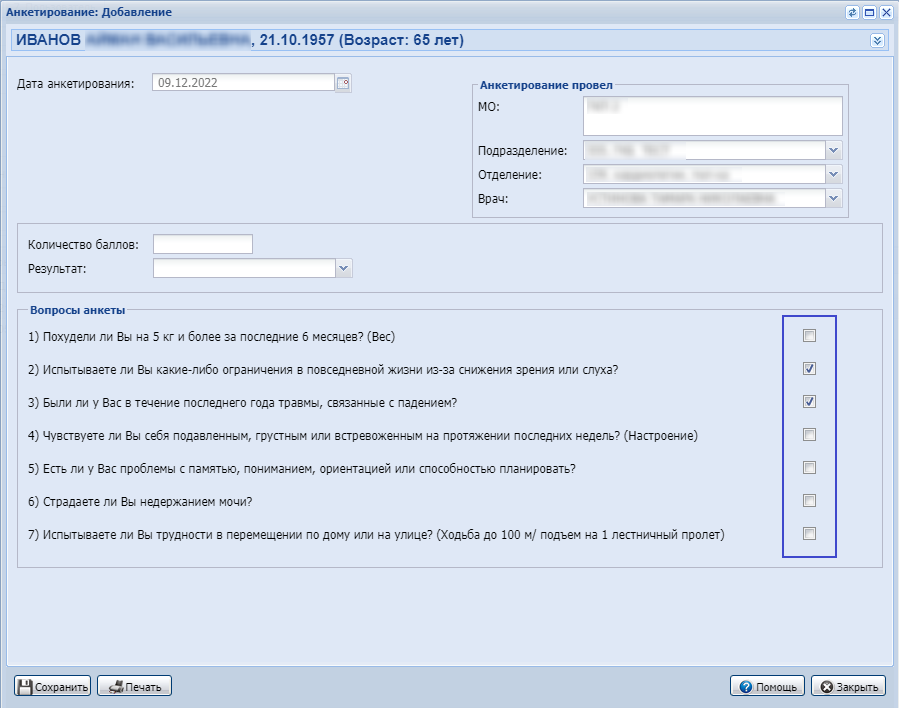 Анкетирование: Добавление
ИВАНОВ , 21.10.1957 (Возраст: 65 лет)
Дата анкетирования: 09.12.2022
Анкетирование провел
МО:
Подразделение:
Отделение:
Врач:
Количество баллов:
Результат:
Вопросы анкеты
1) Похудели ли Вы на 5 кг и более за последние 6 месяцев? (Вес)
2) Испытываете ли Вы какие-либо ограничения в повседневной жизни из-за снижения зрения или слуха?
3) Были ли у Вас в течение последнего года травмы, связанные с падением?
4) Чувствуете ли Вы себя подавленным, грустным или встревоженным на протяжении последних недель? (Настроение)
5) Есть ли у Вас проблемы с памятью, пониманием, ориентацией или способностью планировать?
6) Страдаете ли Вы недержанием мочи?
7) Испытываете ли Вы трудности в перемещении по дому или на улице? (Ходьба до 100 м/ подъем на 1 лестничный пролет)
Сохранить Печать Помощь Закрыть